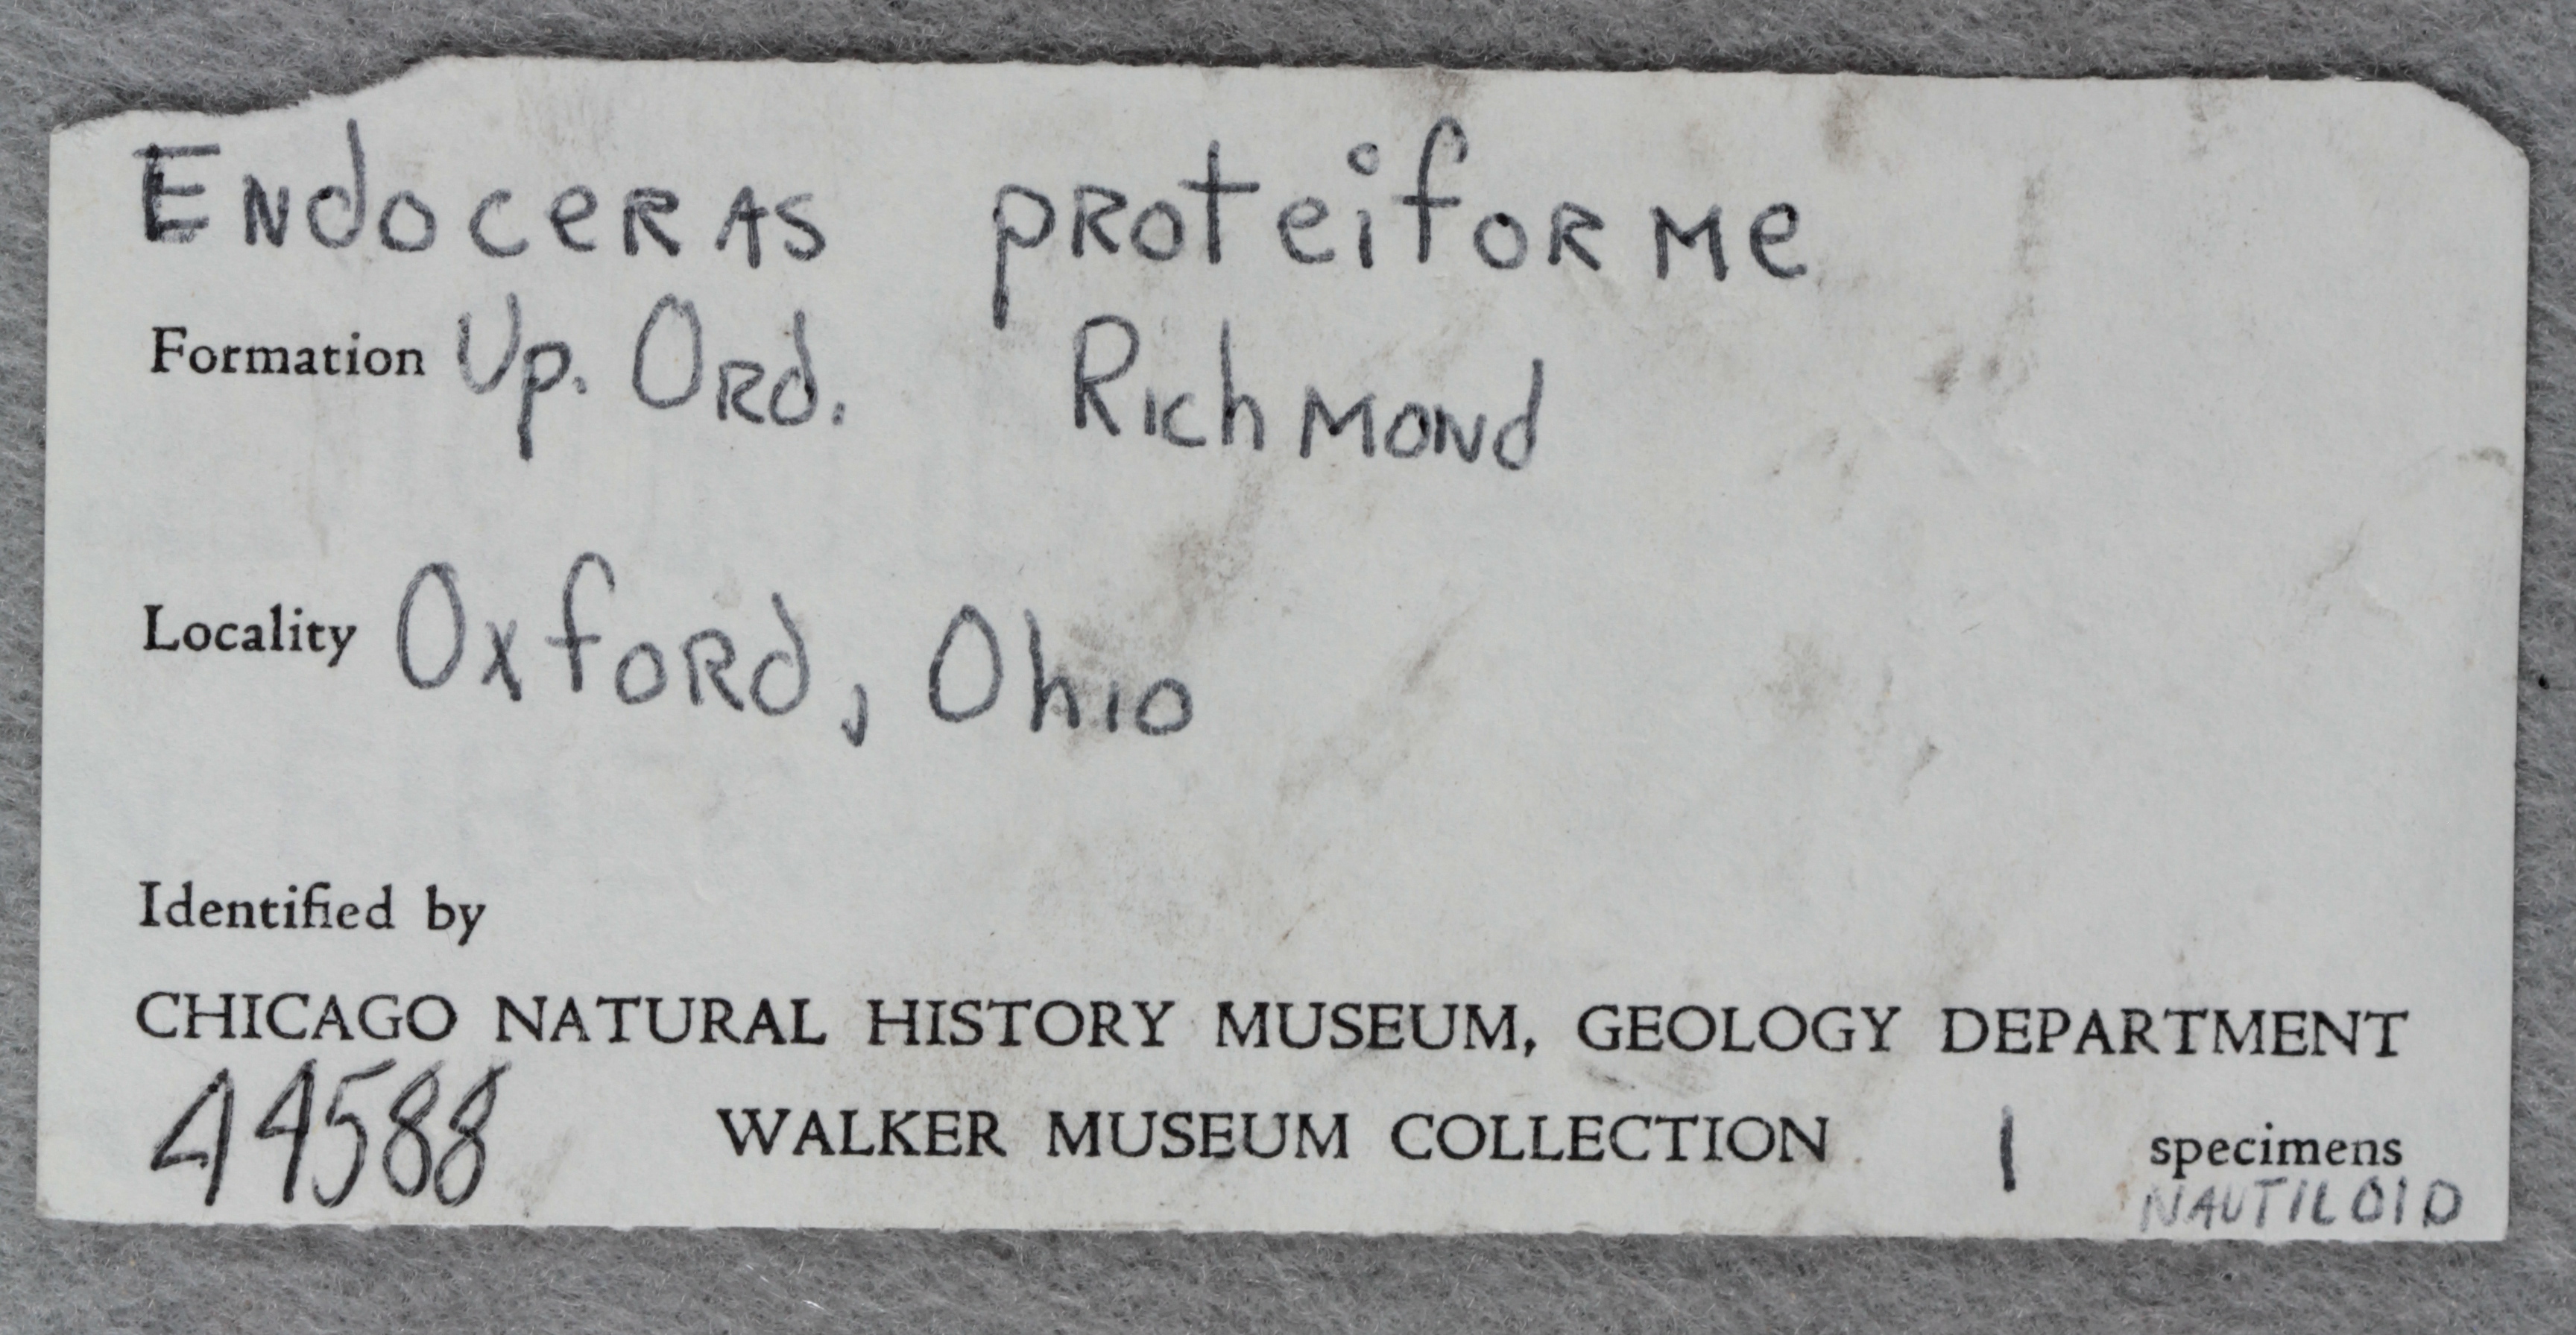 Endoceras proteiforme
Formation Up. Ord. Richmond
Locality Oxford, Ohio
Identified by
CHICAGO NATURAL HISTORY MUSEUM, GEOLOGY DEPARTMENT
44588 WALKER MUSEUM COLLECTION 1 specimens
NAUTILOID